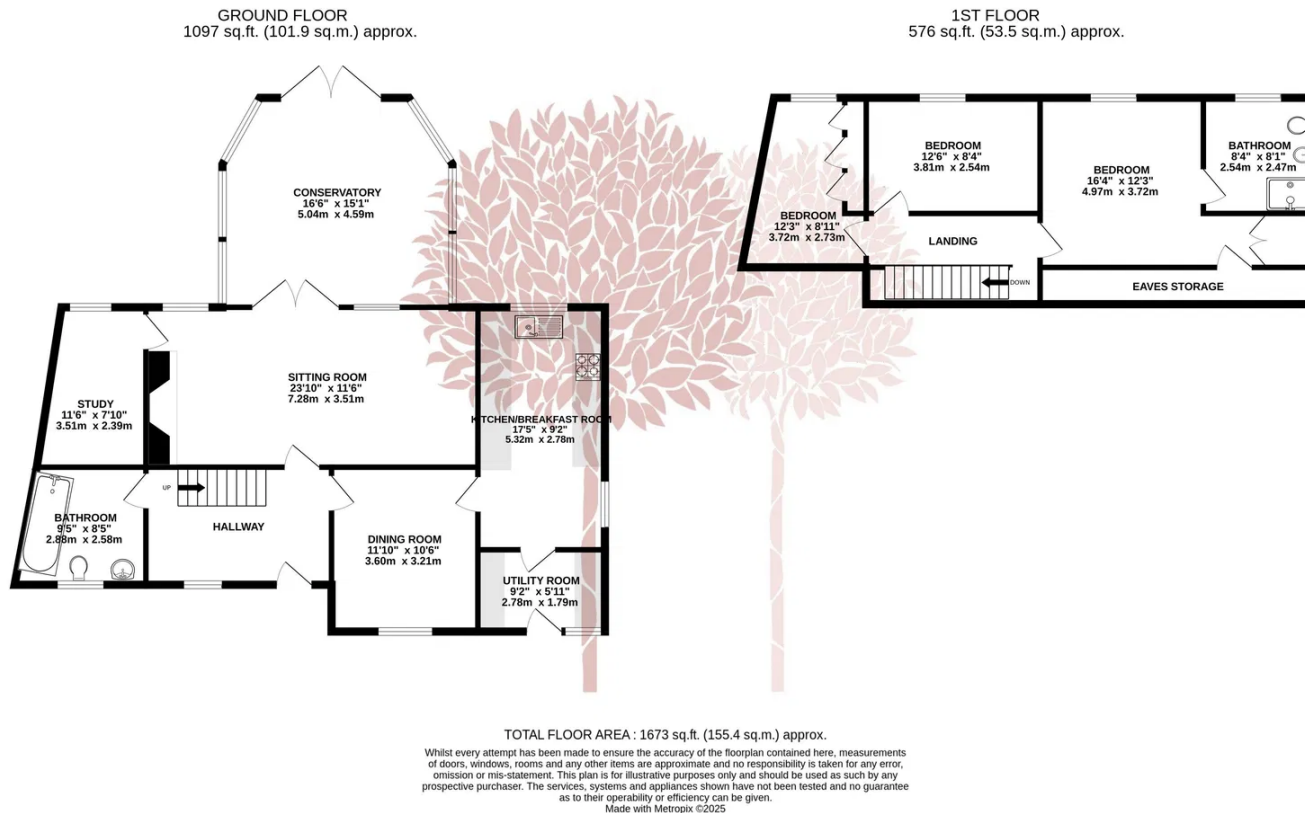 GROUND FLOOR
1097 sq.ft. (101.9 sq.m.) approx.
1ST FLOOR
576 sq.ft. (53.5 sq.m.) approx.
CONSERVATORY
16'6" x 15'1"
5.04m x 4.59m
SITTING ROOM
23'10" x 11'6"
7.28m x 3.51m
STUDY
11'6" x 7'10"
3.51m x 2.39m
KITCHEN/BREAKFAST ROOM
17'5" x 9'2"
5.32m x 2.78m
UP
HALLWAY
BATHROOM
9'5" x 8'5"
2.88m x 2.58m
DINING ROOM
11'10" x 10'6"
3.60m x 3.21m
UTILITY ROOM
9'2" x 5'11"
2.78m x 1.79m
BEDROOM
12'6" x 8'4"
3.81m x 2.54m
BEDROOM
16'4" x 12'3"
4.97m x 3.72m
BATHROOM
8'4" x 8'1"
2.54m x 2.47m
BEDROOM
12'3" x 8'11"
3.72m x 2.73m
LANDING
DOWN
EAVES STORAGE
TOTAL FLOOR AREA : 1673 sq.ft. (155.4 sq.m.) approx.
Whilst every attempt has been made to ensure the accuracy of the floorplan contained here, measurements
of doors, windows, rooms and any other items are approximate and no responsibility is taken for any error,
omission or mis-statement. This plan is for illustrative purposes only and should be used as such by any
prospective purchaser. The services, systems and appliances shown have not been tested and no guarantee
as to their operability or efficiency can be given.
Made with Metropix ©2025